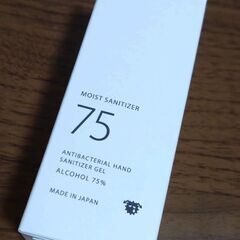 MOIST SANITIZER
75
ANTIBACTERIAL HAND
SANITIZER GEL
ALCOHOL 75%
MADE IN JAPAN